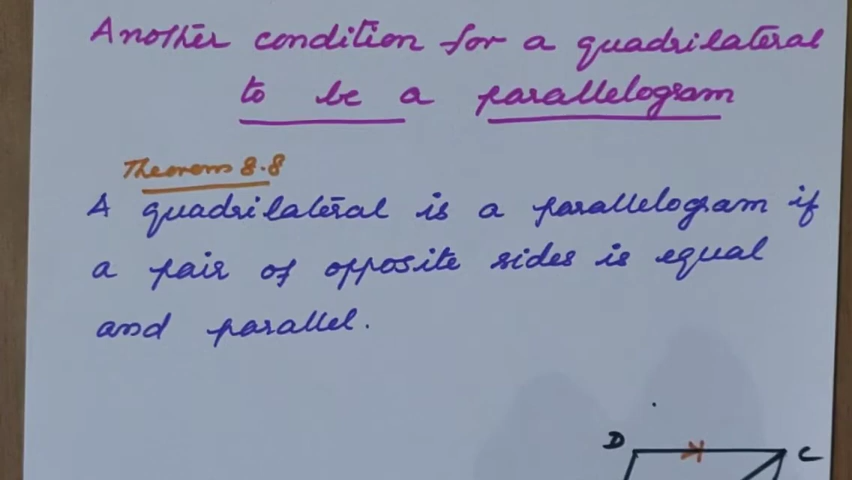 Another condition for a quadrilateral
to be a parallelogram
Theorem 8.8
A quadrilateral is a parallelogram if
a pair of opposite sides is equal
and parallel.
D C